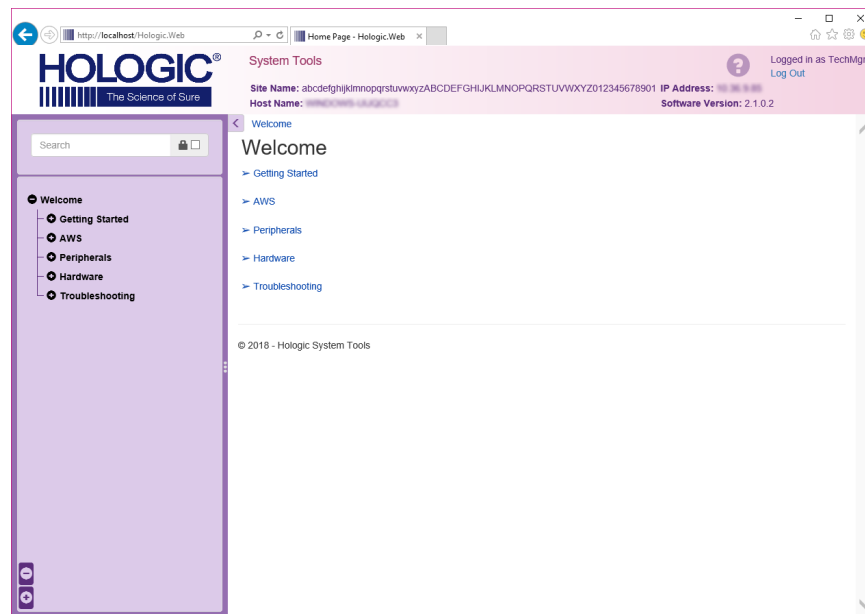 http://localhost/Hologic.Web
Home Page - Hologic.Web
HOLOGIC®
The Science of Sure
System Tools
Logged in as TechMgr
Log Out
Site Name: abcdefghijklmnopqrstuvwxyzABCDEFGHIJKLMNOPQRSTUVWXYZ012345678901 IP Address:
Host Name:
Software Version: 2.1.0.2
Search
Welcome
Welcome
Getting Started
AWS
Peripherals
Hardware
Troubleshooting
Welcome
Getting Started
AWS
Peripherals
Hardware
Troubleshooting
© 2018 - Hologic System Tools